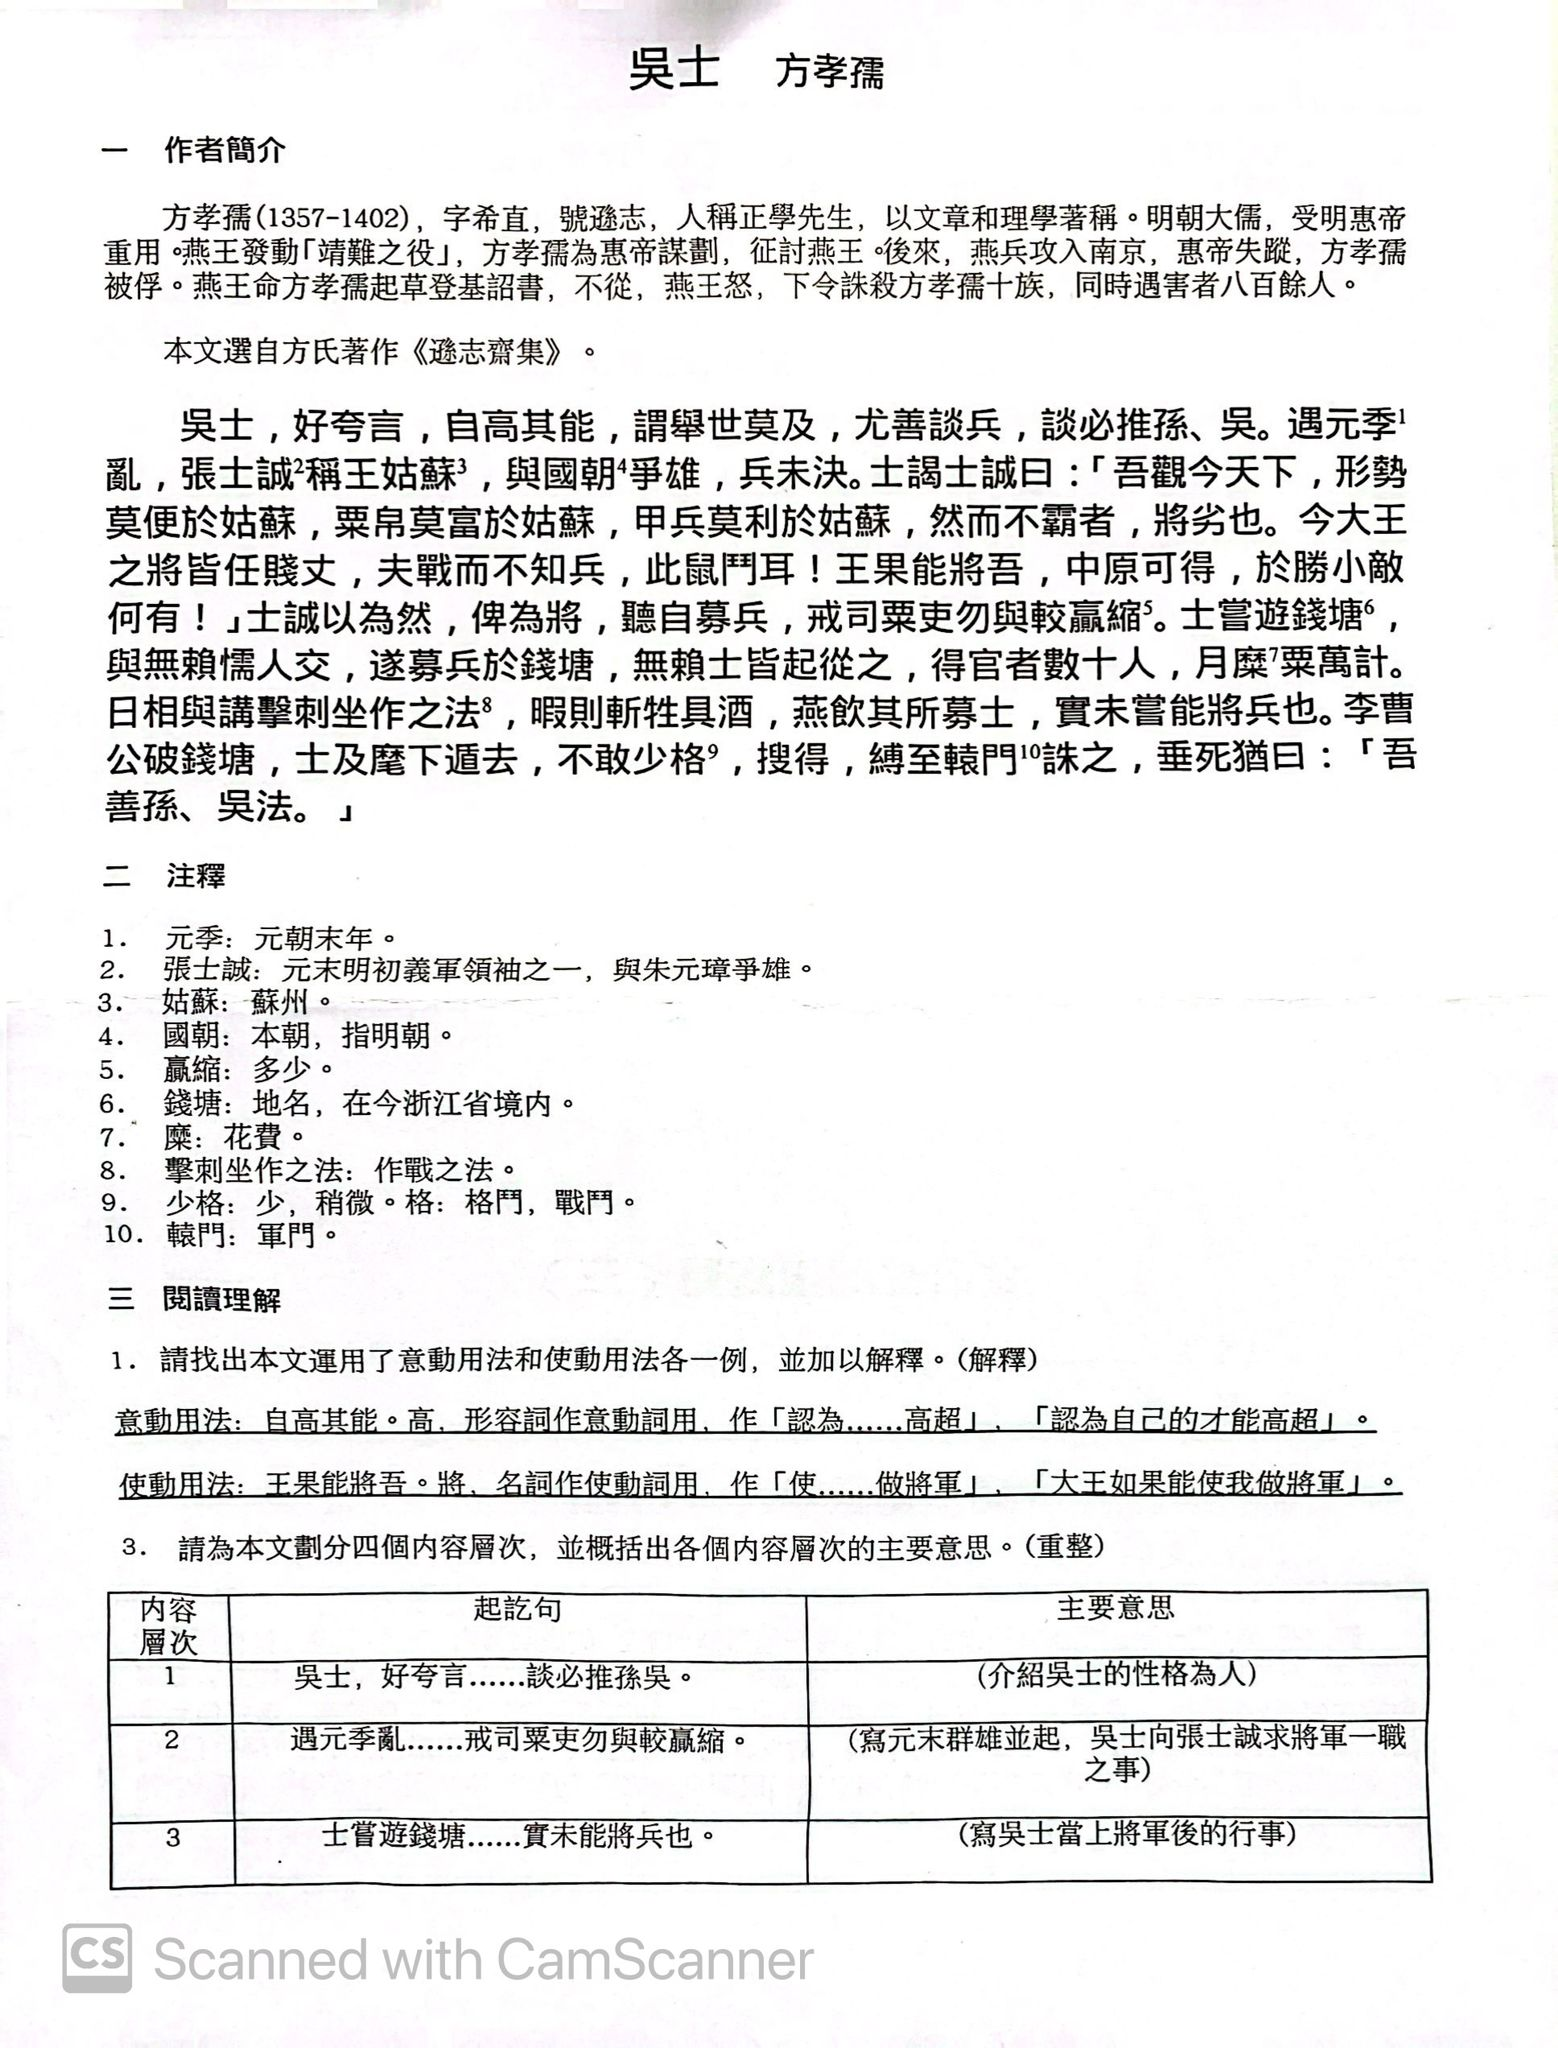 吳士 方孝孺
一 作者簡介
方孝孺(1357-1402)，字希直，號遜志，人稱正學先生，以文章和理學著稱。明朝大儒，受明惠帝
重用。燕王發動「靖難之役」，方孝孺為惠帝謀劃，征討燕王。後來，燕兵攻入南京，惠帝失蹤，方孝孺
被俘。燕王命方孝孺起草登基詔書，不從，燕王怒，下令誅殺方孝孺十族，同時遇害者八百餘人。
本文選自方氏著作《遜志齋集》。
吳士，好夸言，自高其能，謂舉世莫及，尤善談兵，談必推孫、吳。遇元季1
亂，張士誠2稱王姑蘇3，與國朝4爭雄，兵未決。士謁士誠曰：「吾觀今天下，形勢
莫便於姑蘇，粟帛莫富於姑蘇，甲兵莫利於姑蘇，然而不霸者，將劣也。今大王
之將皆任賤丈，夫戰而不知兵，此鼠鬥耳！王果能將吾，中原可得，於勝小敵
何有！」士誠以為然，俾為將，聽自募兵，戒司粟吏勿與較贏縮5。士嘗遊錢塘6，
與無賴懦人交，遂募兵於錢塘，無賴士皆起從之，得官者數十人，月糜7粟萬計。
日相與講擊刺坐作之法8，暇則斬牲具酒，燕飲其所募士，實未嘗能將兵也。李曹
公破錢塘，士及麾下遁去，不敢少格9，搜得，縛至轅門10誅之，垂死猶曰：「吾
善孫、吳法。」
二 注釋
1. 元季：元朝末年。
2. 張士誠：元末明初義軍領袖之一，與朱元璋爭雄。
3. 姑蘇：蘇州。
4. 國朝：本朝，指明朝。
5. 贏縮：多少。
6. 錢塘：地名，在今浙江省境內。
7. 糜：花費。
8. 擊刺坐作之法：作戰之法。
9. 少格：少，稍微。格：格鬥，戰鬥。
10. 轅門：軍門。
三 閱讀理解
1. 請找出本文運用了意動用法和使動用法各一例，並加以解釋。(解釋)
意動用法：自高其能。高，形容詞作意動詞用，作「認為……高超」，「認為自己的才能高超」。
使動用法：王果能將吾。將，名詞作使動詞用，作「使……做將軍」，「大王如果能使我做將軍」。
3. 請為本文劃分四個內容層次，並概括出各個內容層次的主要意思。(重整)
內容
層次
起訖句
主要意思
1
吳士，好夸言……談必推孫吳。
(介紹吳士的性格為人)
2
遇元季亂……戒司粟吏勿與較贏縮。
(寫元末群雄並起，吳士向張士誠求將軍一職
之事)
3
士嘗遊錢塘……實未能將兵也。
(寫吳士當上將軍後的行事)
CS Scanned with CamScanner